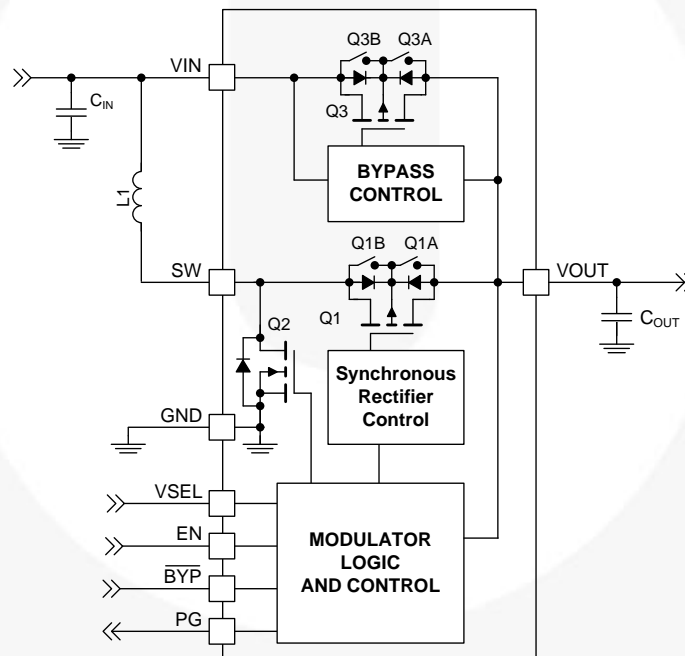 Q3B Q3A
VIN
C_IN
Q3
BYPASS
CONTROL
L1
Q1B Q1A
SW
VOUT
Q2
Q1
C_OUT
Synchronous
Rectifier
Control
GND
VSEL
EN
MODULATOR
LOGIC
AND CONTROL
B̅Y̅P̅
PG